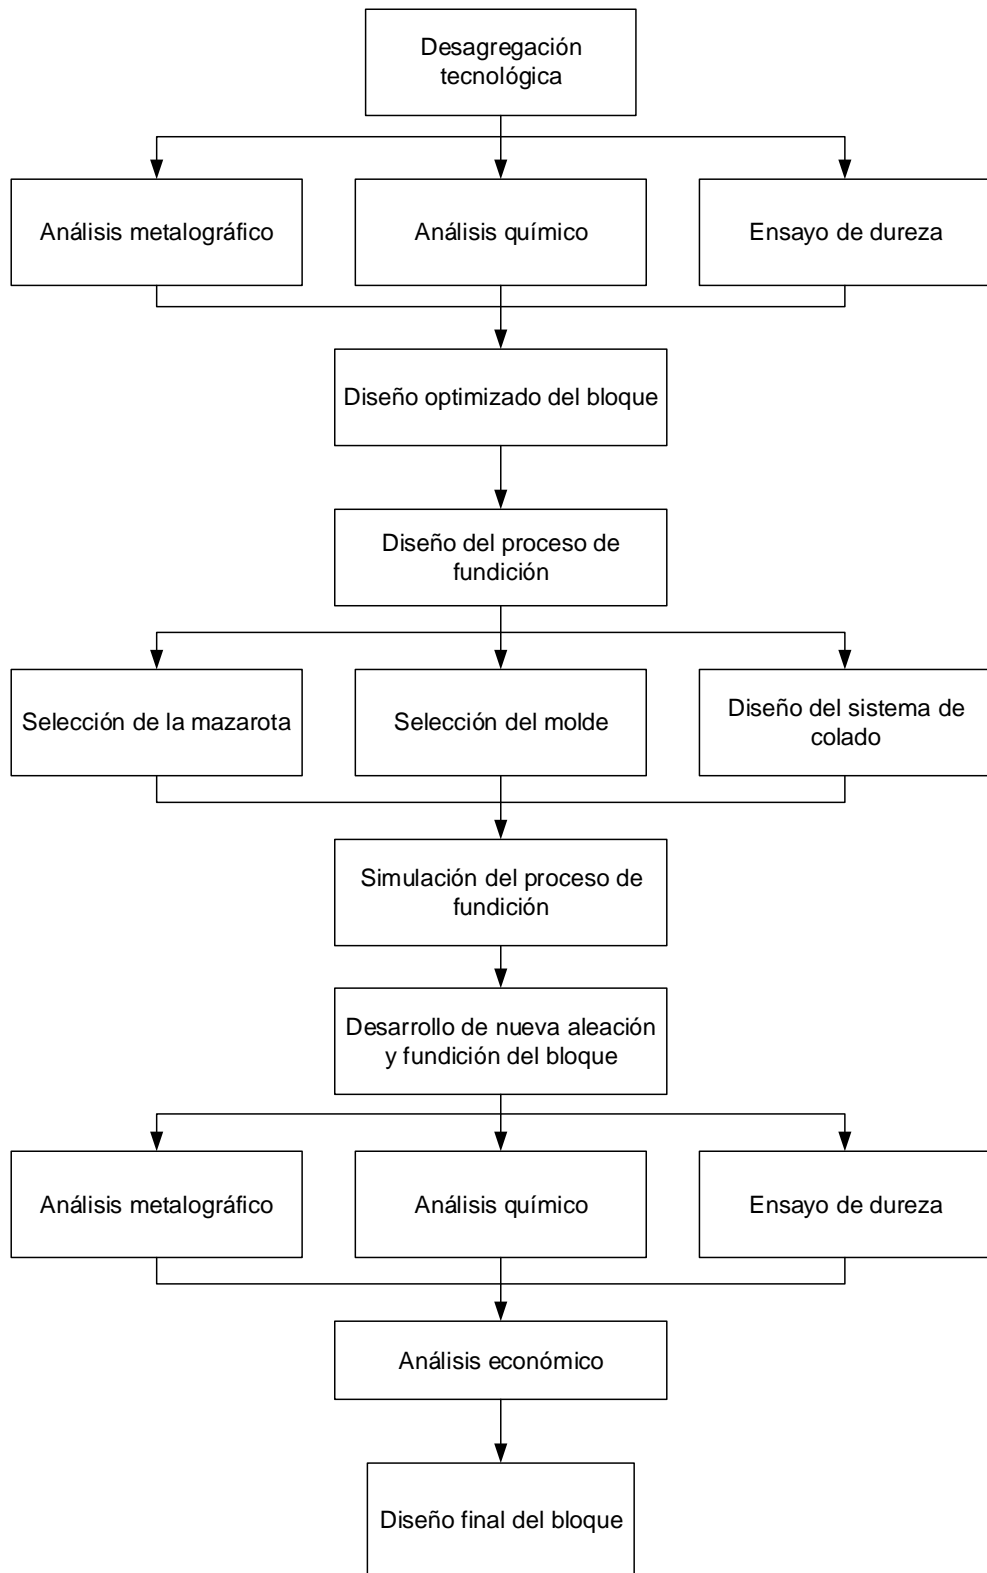 Desagregación
tecnológica
Análisis metalográfico
Análisis químico
Ensayo de dureza
Diseño optimizado del bloque
Diseño del proceso de
fundición
Selección de la mazarota
Selección del molde
Diseño del sistema de
colado
Simulación del proceso de
fundición
Desarrollo de nueva aleación
y fundición del bloque
Análisis metalográfico
Análisis químico
Ensayo de dureza
Análisis económico
Diseño final del bloque